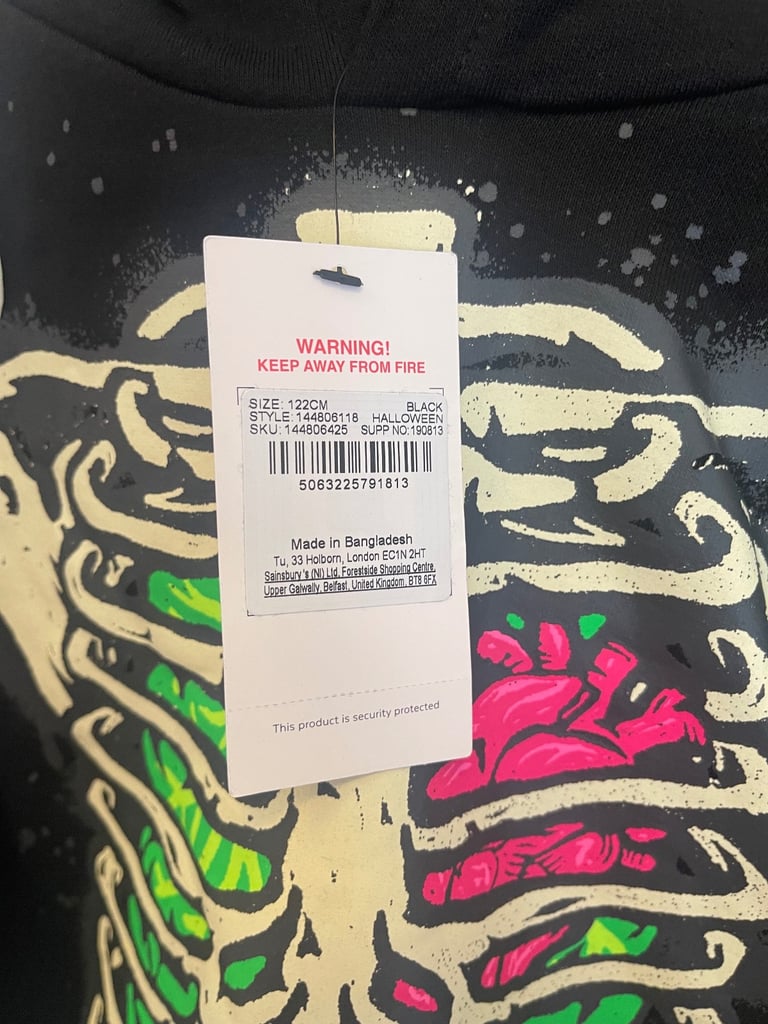 WARNING!
KEEP AWAY FROM FIRE
SIZE: 122CM BLACK
STYLE: 144806118 HALLOWEEN
SKU: 144806425 SUPP NO:190813
5063225791813
Made in Bangladesh
Tu, 33 Holborn, London EC1N 2HT
Sainsbury's (NI) Ltd, Forestside Shopping Centre,
Upper Galwally, Belfast, United Kingdom, BT8 6FX
This product is security protected